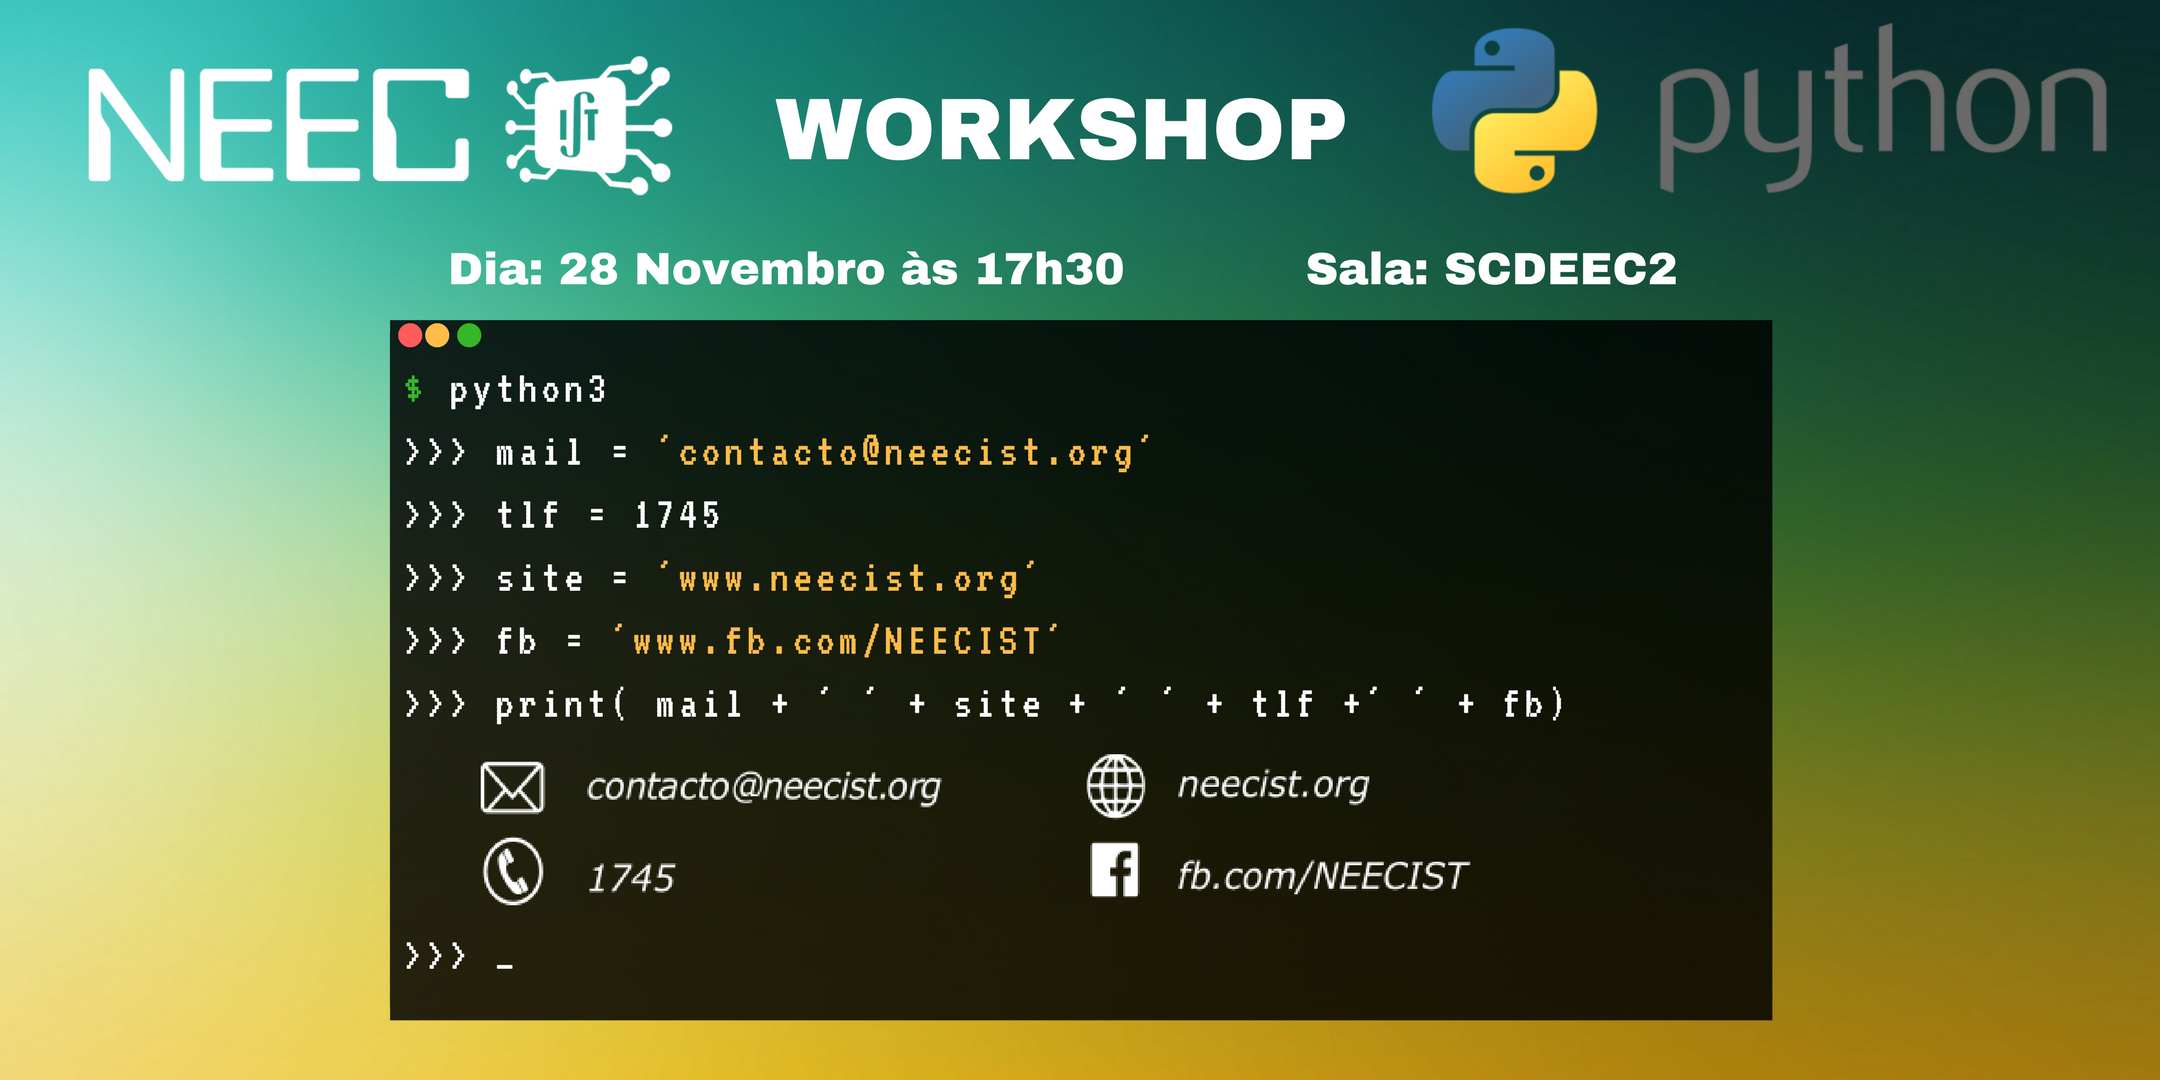 NEEC IST WORKSHOP python
Dia: 28 Novembro às 17h30 Sala: SCDEEC2
$ python3
>>> mail = ´contacto@neecist.org´
>>> tlf = 1745
>>> site = ´www.neecist.org´
>>> fb = ´www.fb.com/NEECIST´
>>> print( mail + ´ ´ + site + ´ ´ + tlf +´ ´ + fb)
contacto@neecist.org neecist.org
1745 fb.com/NEECIST
>>> _